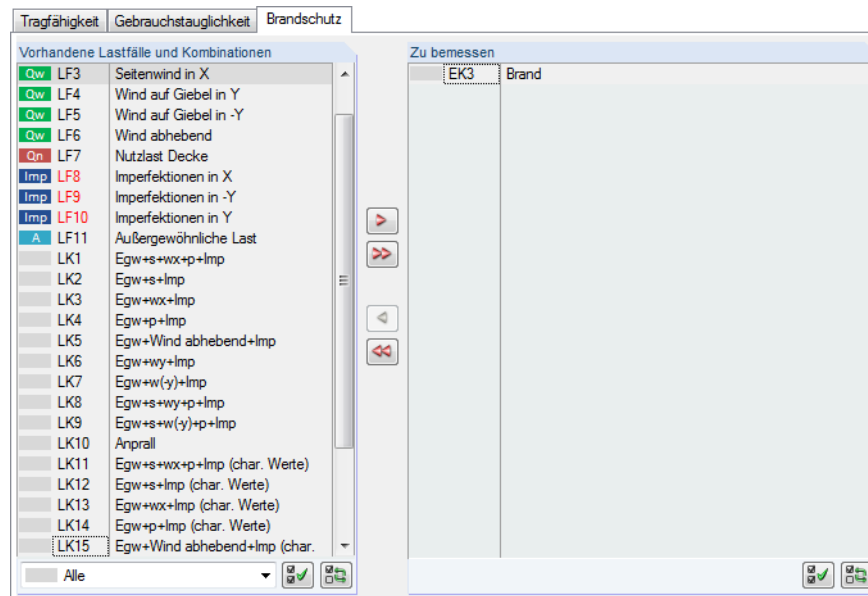 Tragfähigkeit Gebrauchstauglichkeit Brandschutz
Vorhandene Lastfälle und Kombinationen
Qw LF3 Seitenwind in X
Qw LF4 Wind auf Giebel in Y
Qw LF5 Wind auf Giebel in -Y
Qw LF6 Wind abhebend
Qn LF7 Nutzlast Decke
Imp LF8 Imperfektionen in X
Imp LF9 Imperfektionen in -Y
Imp LF10 Imperfektionen in Y
A LF11 Außergewöhnliche Last
LK1 Egw+s+wx+p+Imp
LK2 Egw+s+Imp
LK3 Egw+wx+Imp
LK4 Egw+p+Imp
LK5 Egw+Wind abhebend+Imp
LK6 Egw+wy+Imp
LK7 Egw+w(-y)+Imp
LK8 Egw+s+wy+p+Imp
LK9 Egw+s+w(-y)+p+Imp
LK10 Anprall
LK11 Egw+s+wx+p+Imp (char. Werte)
LK12 Egw+s+Imp (char. Werte)
LK13 Egw+wx+Imp (char. Werte)
LK14 Egw+p+Imp (char. Werte)
LK15 Egw+Wind abhebend+Imp (char.
Alle
Zu bemessen
EK3 Brand